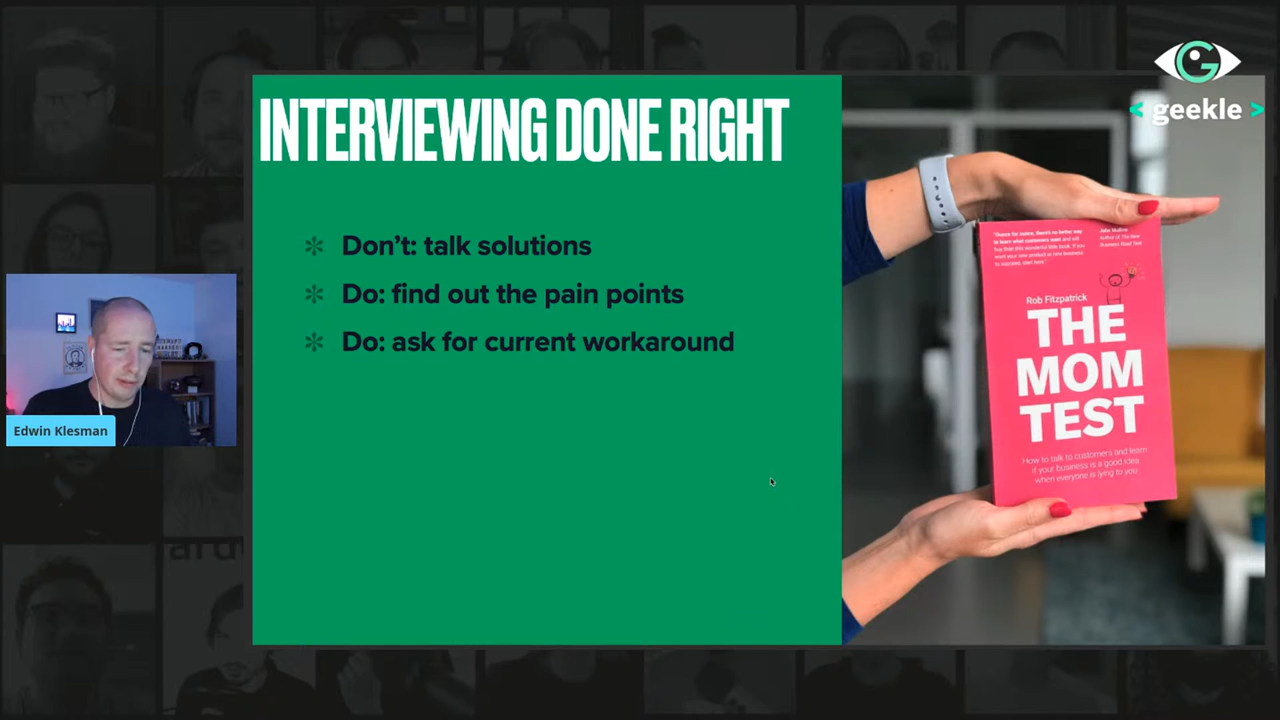 INTERVIEWING DONE RIGHT
Don’t: talk solutions
Do: find out the pain points
Do: ask for current workaround
Edwin Klesman
< geekle >
Rob Fitzpatrick
THE
MOM
TEST
How to talk to customers and learn
if your business is a good idea
when everyone is lying to you